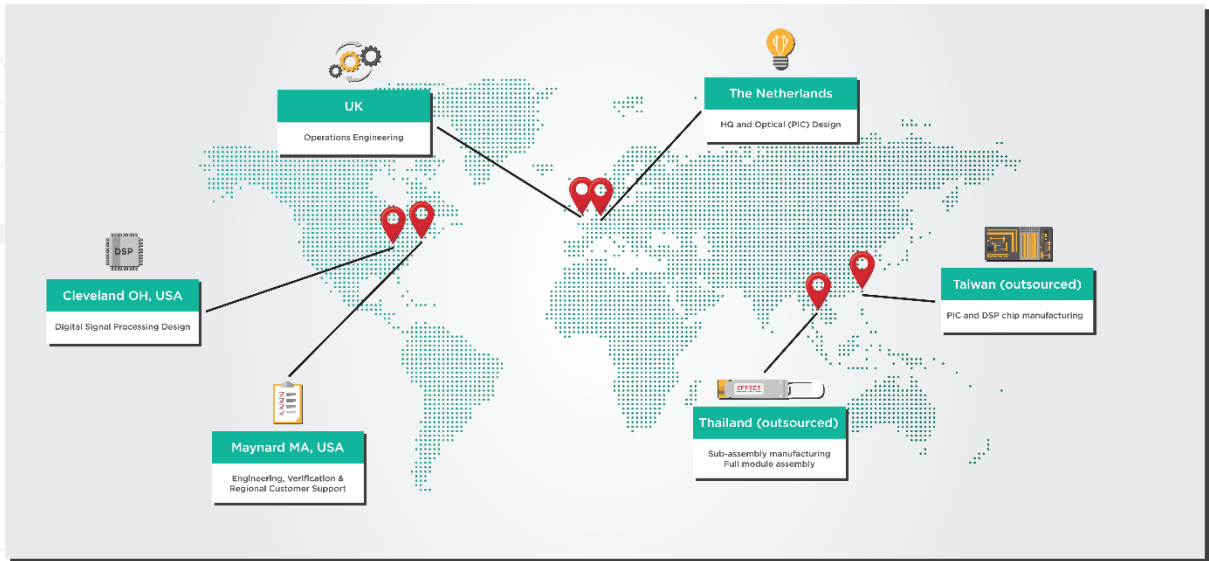 UK
Operations Engineering
The Netherlands
HQ and Optical (PIC) Design
DSP
Cleveland OH, USA
Digital Signal Processing Design
Taiwan (outsourced)
PIC and DSP chip manufacturing
EFFECT
Thailand (outsourced)
Sub-assembly manufacturing
Full module assembly
Maynard MA, USA
Engineering, Verification &
Regional Customer Support